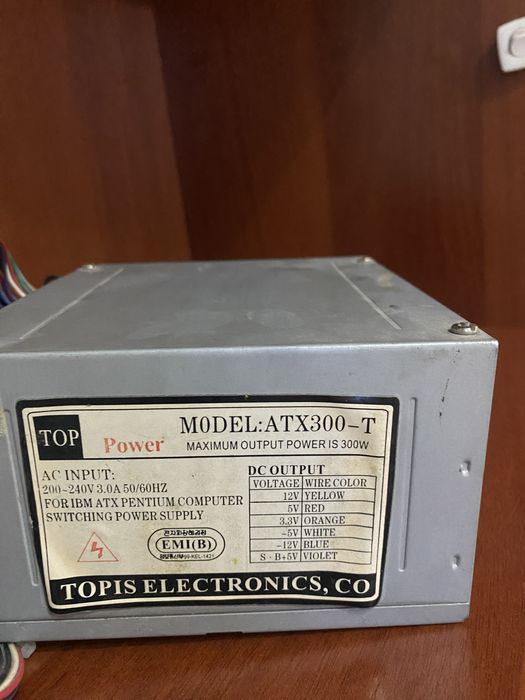 TOP Power MODEL:ATX300-T
MAXIMUM OUTPUT POWER IS 300W
AC INPUT:
200~240V 3.0A 50/60HZ
FOR IBM ATX PENTIUM COMPUTER
SWITCHING POWER SUPPLY
EMI(B)
DC OUTPUT
VOLTAGE WIRE COLOR
12V YELLOW
5V RED
3.3V ORANGE
-5V WHITE
-12V BLUE
S·B+5V VIOLET
TOPIS ELECTRONICS, CO